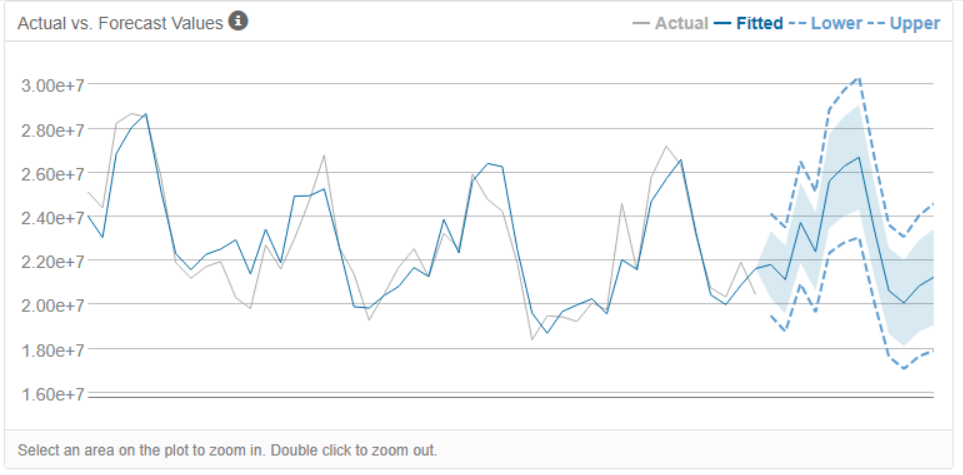 Actual vs. Forecast Values i
Actual Fitted Lower Upper
3.00e+7
2.80e+7
2.60e+7
2.40e+7
2.20e+7
2.00e+7
1.80e+7
1.60e+7
Select an area on the plot to zoom in. Double click to zoom out.